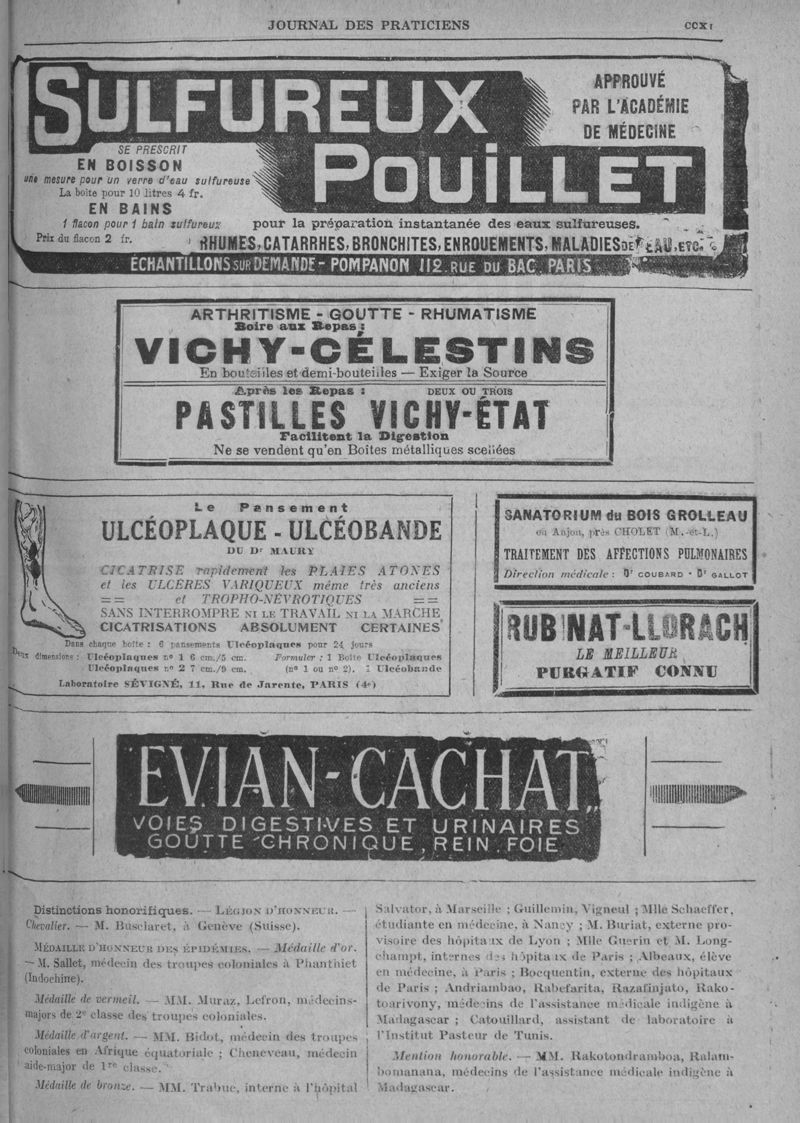 JOURNAL DES PRATICIENS
CCXI
SULFUREUX
POUILLET
APPROUVÉ
PAR L'ACADÉMIE
DE MÉDECINE
SE PRESCRIT
EN BOISSON
une mesure pour un verre d'eau sulfureuse
La boîte pour 10 litres 4 fr.
EN BAINS
1 flacon pour 1 bain sulfureux
Prix du flacon 2 fr.
pour la préparation instantanée des eaux sulfureuses.
RHUMES, CATARRHES, BRONCHITES, ENROUEMENTS, MALADIES DE EAU, ETC.
ÉCHANTILLONS SUR DEMANDE - POMPANON 112 RUE DU BAC. PARIS
ARTHRITISME - GOUTTE - RHUMATISME
Boire aux Repas :
VICHY-CÉLESTINS
En bouteilles et demi-bouteilles — Exiger la Source
Après les Repas : DEUX OU TROIS
PASTILLES VICHY-ÉTAT
Facilitent la Digestion
Ne se vendent qu'en Boîtes métalliques scellées
Le Pansement
ULCÉOPLAQUE - ULCÉOBANDE
DU Dr MAURY
CICATRISE rapidement les PLAIES ATONES
et les ULCÈRES VARIQUEUX même très anciens
== et TROPHO-NÉVROTIQUES ==
SANS INTERROMPRE NI LE TRAVAIL NI LA MARCHE
CICATRISATIONS ABSOLUMENT CERTAINES
Dans chaque boîte : 6 pansements Ulcéoplaques pour 24 jours
Deux dimensions : Ulcéoplaques no 1 6 cm./5 cm. Formuler : 1 Boîte Ulcéoplaques
Ulcéoplaques no 2 7 cm./9 cm. (no 1 ou no 2). 1 Ulcéobande
Laboratoire SÉVIGNÉ, 11, Rue de Jarente, PARIS (4e)
SANATORIUM du BOIS GROLLEAU
en Anjou, près CHOLET (M.-et-L.)
TRAITEMENT DES AFFECTIONS PULMONAIRES
Direction médicale : Dr COUBARD - Dr GALLOT
RUBINAT-LLORACH
LE MEILLEUR
PURGATIF CONNU
EVIAN-CACHAT
VOIES DIGESTIVES ET URINAIRES
GOUTTE CHRONIQUE, REIN, FOIE
Distinctions honorifiques. — LÉGION D'HONNEUR. —
Chevalier. — M. Busclaret, à Genève (Suisse).
MÉDAILLE D'HONNEUR DES ÉPIDÉMIES. — Médaille d'or.
— M. Sallet, médecin des troupes coloniales à Phanthiet
(Indochine).
Médaille de vermeil. — MM. Muraz, Lefron, médecins-
majors de 2e classe des troupes coloniales.
Médaille d'argent. — MM. Bidot, médecin des troupes
coloniales en Afrique équatoriale ; Cheneveau, médecin
aide-major de 1re classe.
Médaille de bronze. — MM. Trabuc, interne à l'hôpital
Salvator, à Marseille ; Guillemin, Vigneul ; Mlle Schaeffer,
étudiante en médecine, à Nancy ; M. Buriat, externe pro-
visoire des hôpitaux de Lyon ; Mlle Guerin et M. Long-
champt, internes des hôpitaux de Paris ; Albeaux, élève
en médecine, à Paris ; Bocquentin, externe des hôpitaux
de Paris ; Andriambao, Rabefarita, Razafinjato, Rako-
toarivony, médecins de l'assistance médicale indigène à
Madagascar ; Catouillard, assistant de laboratoire à
l'Institut Pasteur de Tunis.
Mention honorable. — MM. Rakotondramboa, Ralam-
bomanana, médecins de l'assistance médicale indigène à
Madagascar.